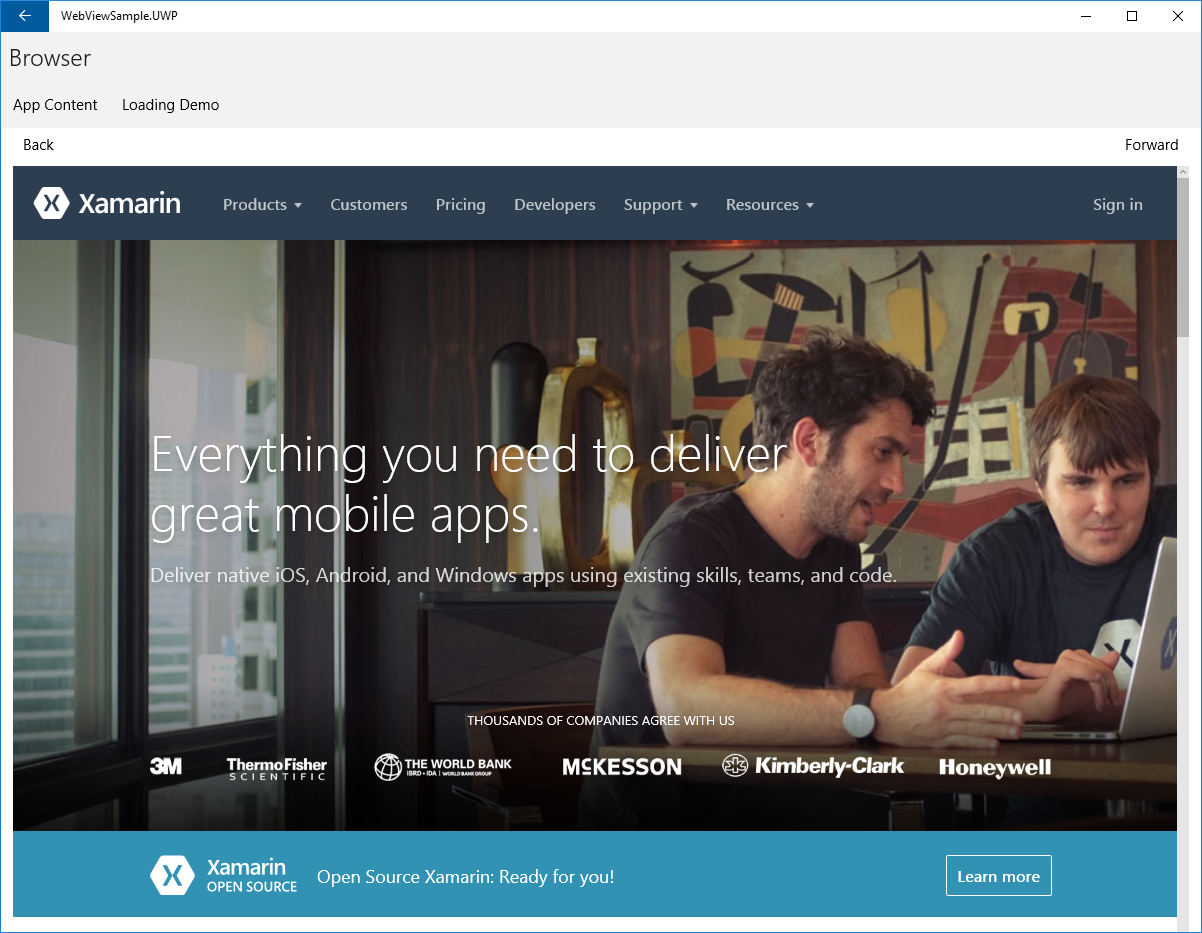 WebViewSample.UWP
Browser
App Content Loading Demo
Back Forward
Xamarin Products Customers Pricing Developers Support Resources Sign in
Everything you need to deliver
great mobile apps.
Deliver native iOS, Android, and Windows apps using existing skills, teams, and code.
THOUSANDS OF COMPANIES AGREE WITH US
3M ThermoFisher SCIENTIFIC THE WORLD BANK IBRD • IDA | WORLD BANK GROUP McKESSON Kimberly-Clark Honeywell
Xamarin
OPEN SOURCE
Open Source Xamarin: Ready for you!
Learn more